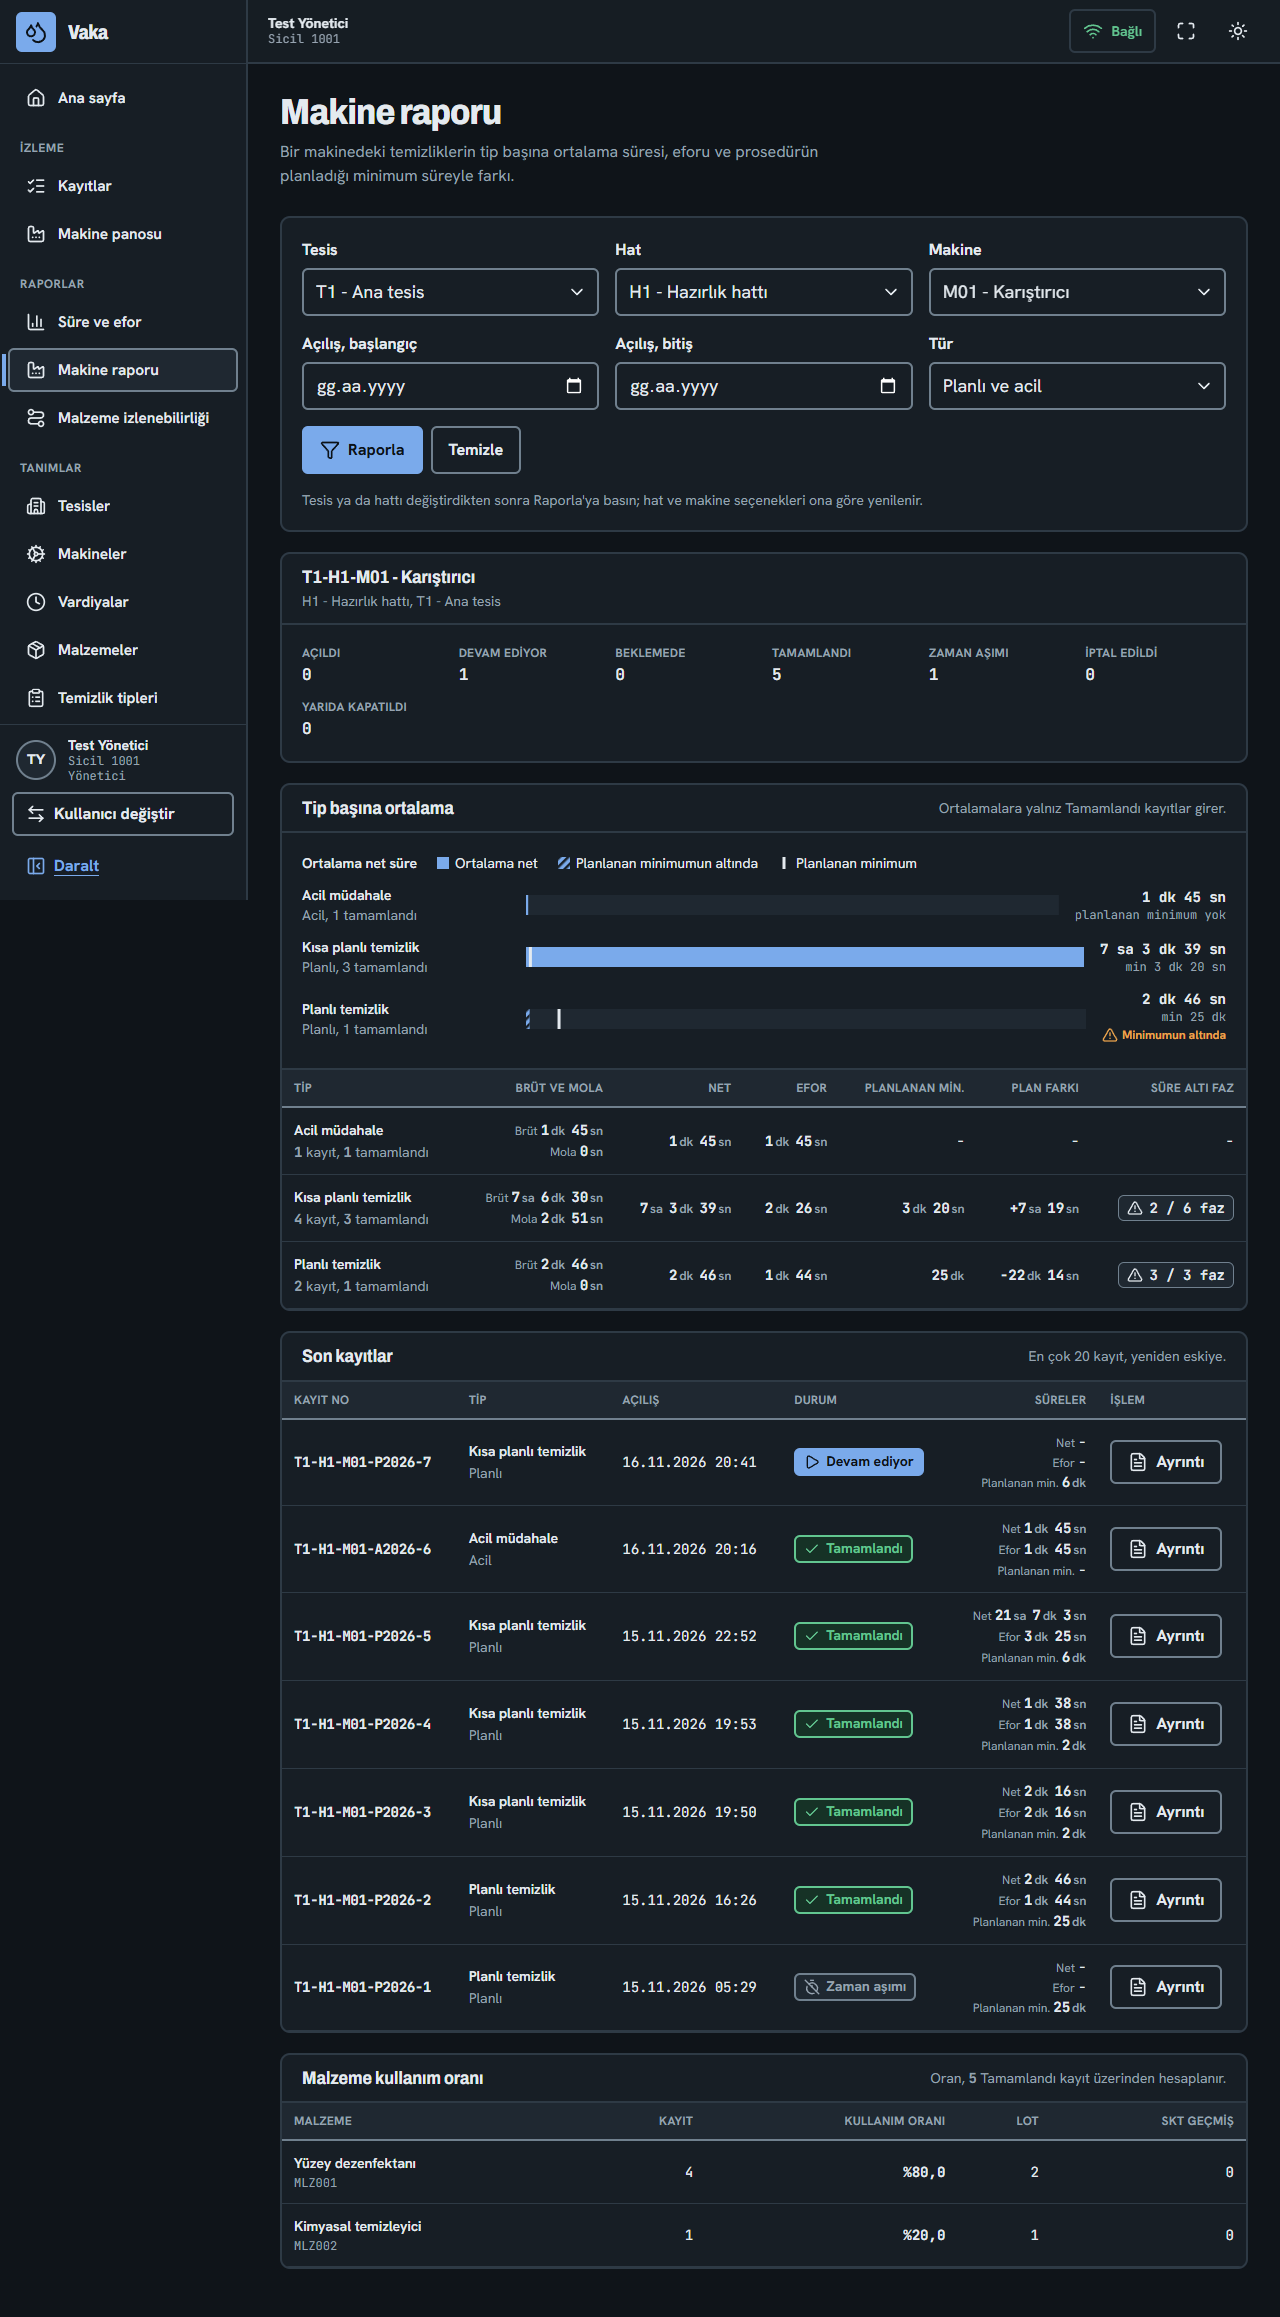 Vaka
Test Yönetici
Sicil 1001
Bağlı
Ana sayfa
İZLEME
Kayıtlar
Makine panosu
RAPORLAR
Süre ve efor
Makine raporu
Malzeme izlenebilirliği
TANIMLAR
Tesisler
Makineler
Vardiyalar
Malzemeler
Temizlik tipleri
TY
Test Yönetici
Sicil 1001
Yönetici
Kullanıcı değiştir
Daralt
Makine raporu
Bir makinedeki temizliklerin tip başına ortalama süresi, eforu ve prosedürün
planladığı minimum süreyle farkı.
Tesis Hat Makine
T1 - Ana tesis H1 - Hazırlık hattı M01 - Karıştırıcı
Açılış, başlangıç Açılış, bitiş Tür
gg.aa.yyyy gg.aa.yyyy Planlı ve acil
Raporla Temizle
Tesis ya da hattı değiştirdikten sonra Raporla'ya basın; hat ve makine seçenekleri ona göre yenilenir.
T1-H1-M01 - Karıştırıcı
H1 - Hazırlık hattı, T1 - Ana tesis
AÇILDI DEVAM EDİYOR BEKLEMEDE TAMAMLANDI ZAMAN AŞIMI İPTAL EDİLDİ
0 1 0 5 1 0
YARIDA KAPATILDI
0
Tip başına ortalama Ortalamalara yalnız Tamamlandı kayıtlar girer.
Ortalama net süre Ortalama net Planlanan minimumun altında Planlanan minimum
Acil müdahale 1 dk 45 sn
Acil, 1 tamamlandı planlanan minimum yok
Kısa planlı temizlik 7 sa 3 dk 39 sn
Planlı, 3 tamamlandı min 3 dk 20 sn
Planlı temizlik 2 dk 46 sn
Planlı, 1 tamamlandı min 25 dk
Minimumun altında
TİP BRÜT VE MOLA NET EFOR PLANLANAN MİN. PLAN FARKI SÜRE ALTI FAZ
Acil müdahale Brüt 1 dk 45 sn 1 dk 45 sn 1 dk 45 sn - - -
1 kayıt, 1 tamamlandı Mola 0 sn
Kısa planlı temizlik Brüt 7 sa 6 dk 30 sn 7 sa 3 dk 39 sn 2 dk 26 sn 3 dk 20 sn +7 sa 19 sn 2 / 6 faz
4 kayıt, 3 tamamlandı Mola 2 dk 51 sn
Planlı temizlik Brüt 2 dk 46 sn 2 dk 46 sn 1 dk 44 sn 25 dk -22 dk 14 sn 3 / 3 faz
2 kayıt, 1 tamamlandı Mola 0 sn
Son kayıtlar En çok 20 kayıt, yeniden eskiye.
KAYIT NO TİP AÇILIŞ DURUM SÜRELER İŞLEM
T1-H1-M01-P2026-7 Kısa planlı temizlik 16.11.2026 20:41 Devam ediyor Net - Ayrıntı
Planlı Efor -
Planlanan min. 6 dk
T1-H1-M01-A2026-6 Acil müdahale 16.11.2026 20:16 Tamamlandı Net 1 dk 45 sn Ayrıntı
Acil Efor 1 dk 45 sn
Planlanan min. -
T1-H1-M01-P2026-5 Kısa planlı temizlik 15.11.2026 22:52 Tamamlandı Net 21 sa 7 dk 3 sn Ayrıntı
Planlı Efor 3 dk 25 sn
Planlanan min. 6 dk
T1-H1-M01-P2026-4 Kısa planlı temizlik 15.11.2026 19:53 Tamamlandı Net 1 dk 38 sn Ayrıntı
Planlı Efor 1 dk 38 sn
Planlanan min. 2 dk
T1-H1-M01-P2026-3 Kısa planlı temizlik 15.11.2026 19:50 Tamamlandı Net 2 dk 16 sn Ayrıntı
Planlı Efor 2 dk 16 sn
Planlanan min. 2 dk
T1-H1-M01-P2026-2 Planlı temizlik 15.11.2026 16:26 Tamamlandı Net 2 dk 46 sn Ayrıntı
Planlı Efor 1 dk 44 sn
Planlanan min. 25 dk
T1-H1-M01-P2026-1 Planlı temizlik 15.11.2026 05:29 Zaman aşımı Net - Ayrıntı
Planlı Efor -
Planlanan min. 25 dk
Malzeme kullanım oranı Oran, 5 Tamamlandı kayıt üzerinden hesaplanır.
MALZEME KAYIT KULLANIM ORANI LOT SKT GEÇMİŞ
Yüzey dezenfektanı 4 %80,0 2 0
MLZ001
Kimyasal temizleyici 1 %20,0 1 0
MLZ002